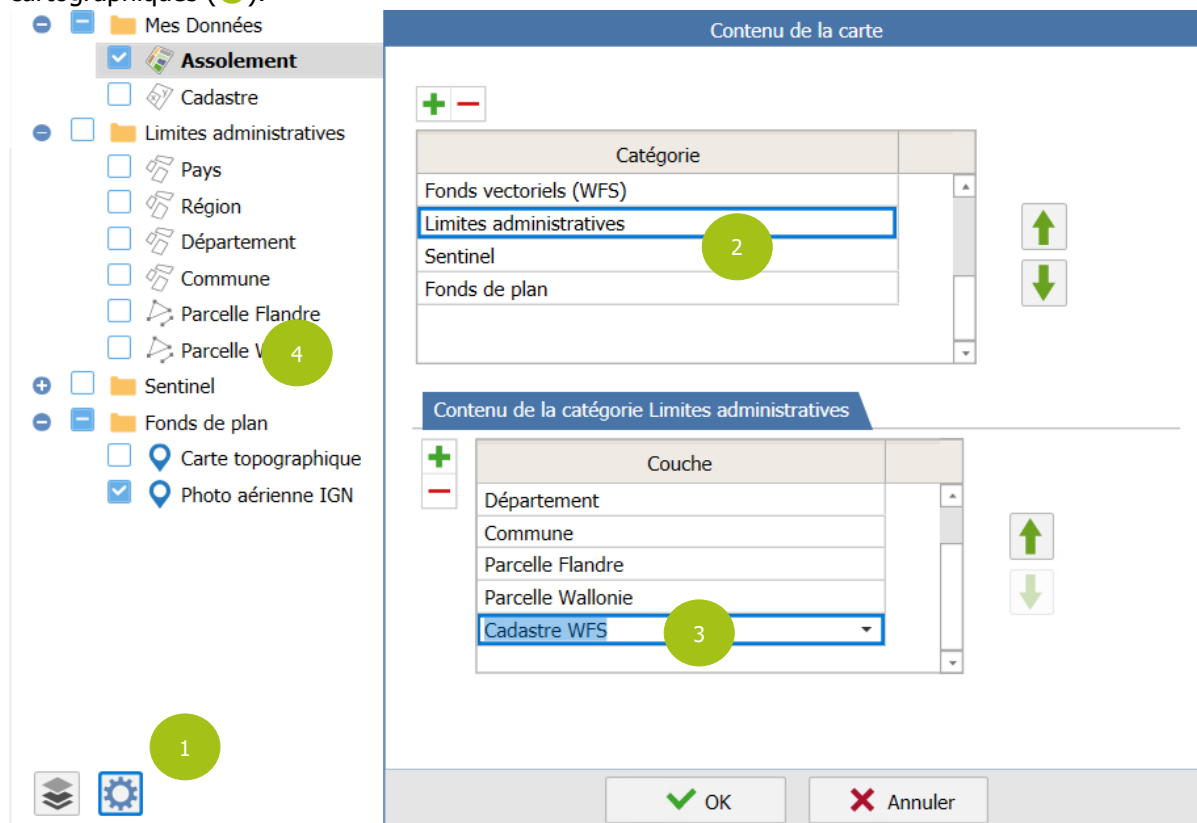 cartographiques ( ).
Mes Données
Assolement
Cadastre
Limites administratives
Pays
Région
Département
Commune
Parcelle Flandre
Parcelle
4
Sentinel
Fonds de plan
Carte topographique
Photo aérienne IGN
1
Contenu de la carte
Catégorie
Fonds vectoriels (WFS)
Limites administratives
2
Sentinel
Fonds de plan
Contenu de la catégorie Limites administratives
Couche
Département
Commune
Parcelle Flandre
Parcelle Wallonie
Cadastre WFS
3
OK
Annuler